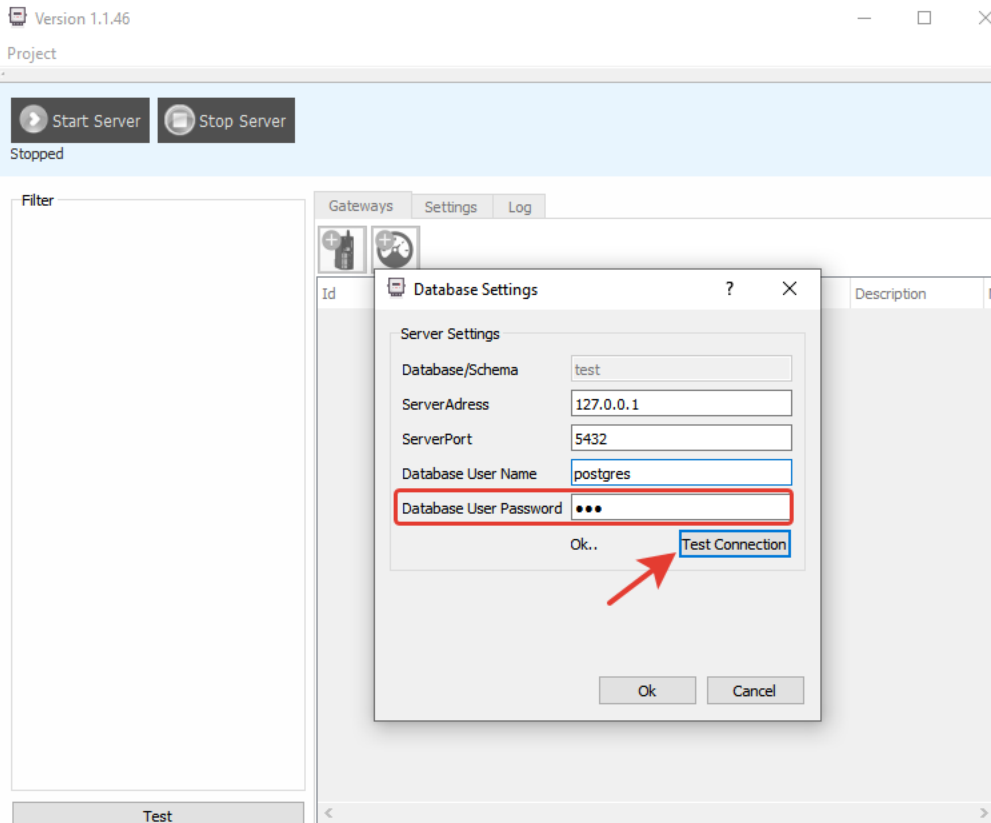 Version 1.1.46
Project
Start Server Stop Server
Stopped
Filter
Gateways Settings Log
Id Description
Database Settings ?
Server Settings
Database/Schema test
ServerAdress 127.0.0.1
ServerPort 5432
Database User Name postgres
Database User Password •••
Ok.. Test Connection
Ok Cancel
Test